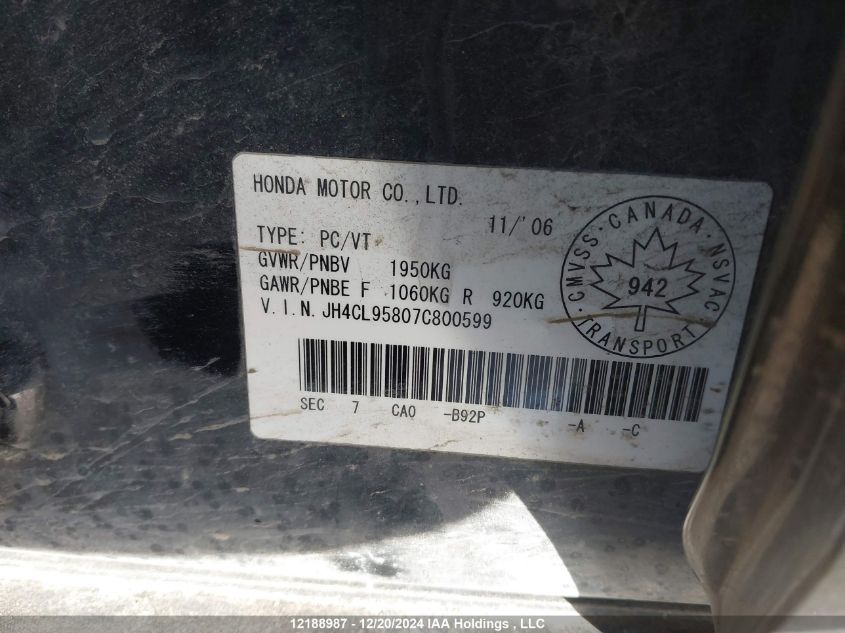 HONDA MOTOR CO.,LTD.
11/'06
TYPE: PC/VT
GVWR/PNBV 1950KG
GAWR/PNBE F 1060KG R 920KG
V.I.N. JH4CL95807C800599
SEC 7 CA0 -B92P -A -C
CMVSS · CANADA · NSVAC
942
TRANSPORT
12188987 - 12/20/2024 IAA Holdings, LLC